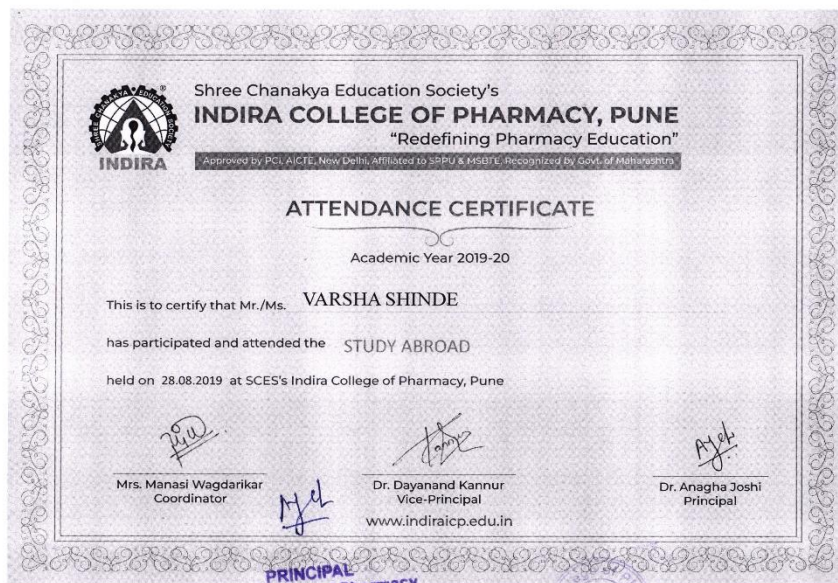 Shree Chanakya Education Society's
INDIRA COLLEGE OF PHARMACY, PUNE
"Redefining Pharmacy Education"
Approved by PCI, AICTE, New Delhi, Affiliated to SPPU & MSBTE, Recognized by Govt. of Maharashtra
SHREE CHANAKYA EDUCATION SOCIETY
INDIRA
ATTENDANCE CERTIFICATE
Academic Year 2019-20
This is to certify that Mr./Ms. VARSHA SHINDE
has participated and attended the STUDY ABROAD
held on 28.08.2019 at SCES's Indira College of Pharmacy, Pune
Mrs. Manasi Wagdarikar
Coordinator
Dr. Dayanand Kannur
Vice-Principal
www.indiraicp.edu.in
Dr. Anagha Joshi
Principal
PRINCIPAL